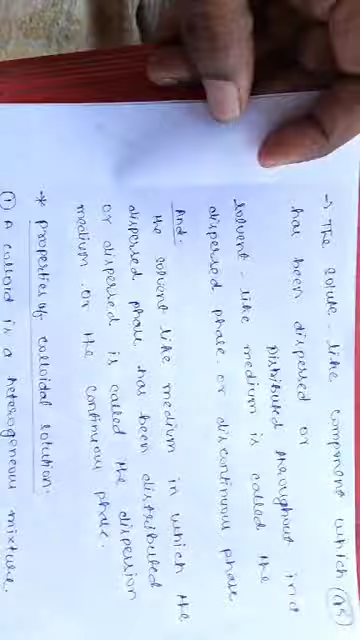 (15)
→ The solute - like component which
has been dispersed or
Distributed throughout in a
solvent - like medium is called the
dispersed phase or discontinuous phase
And.
the solvent like medium in which the
dispersed phase has been distributed
or dispersed is called the dispersion
medium or the continuous phase.
→* Properties of colloidal solution.
① A colloid is a heterogeneous mixture.